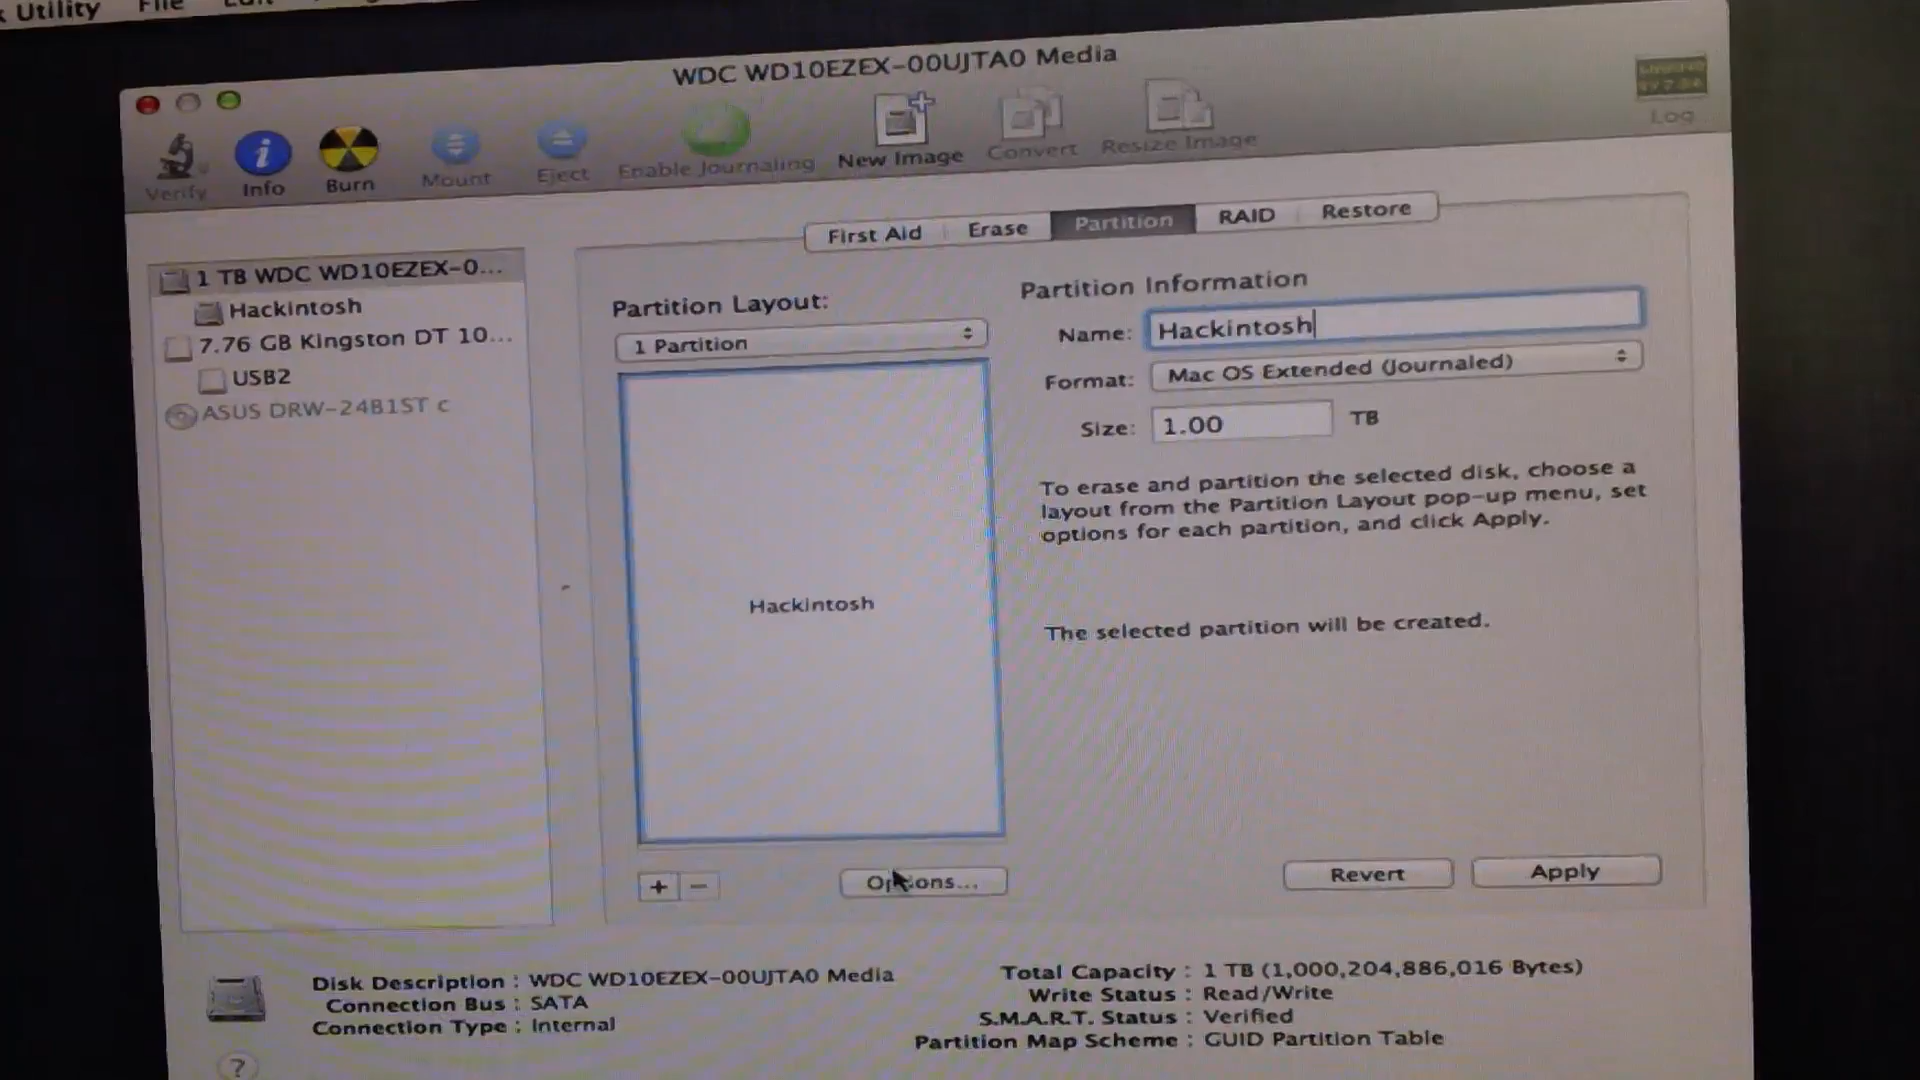 Utility File Edit
WDC WD10EZEX-00UJTA0 Media
Verify Info Burn Mount Eject Enable Journaling New Image Convert Resize Image Log
First Aid Erase Partition RAID Restore
1 TB WDC WD10EZEX-0...
Hackintosh
7.76 GB Kingston DT 10...
USB2
ASUS DRW-24B1ST c
Partition Layout:
1 Partition
Hackintosh
+ − Options...
Partition Information
Name: Hackintosh
Format: Mac OS Extended (Journaled)
Size: 1.00 TB
To erase and partition the selected disk, choose a
layout from the Partition Layout pop-up menu, set
options for each partition, and click Apply.
The selected partition will be created.
Revert Apply
Disk Description : WDC WD10EZEX-00UJTA0 Media
Connection Bus : SATA
Connection Type : Internal
Total Capacity : 1 TB (1,000,204,886,016 Bytes)
Write Status : Read/Write
S.M.A.R.T. Status : Verified
Partition Map Scheme : GUID Partition Table
?